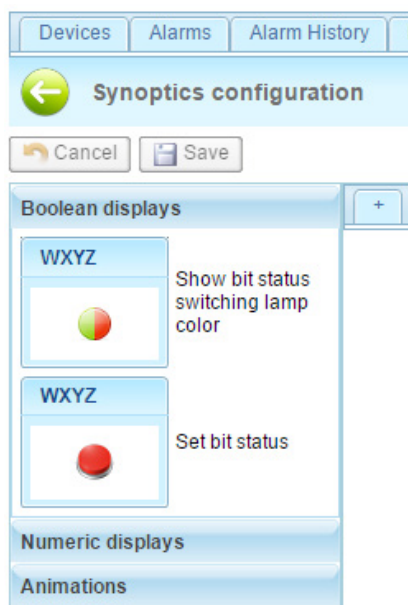 Devices
Alarms
Alarm History
Synoptics configuration
Cancel
Save
Boolean displays
+
WXYZ
Show bit status
switching lamp
color
WXYZ
Set bit status
Numeric displays
Animations